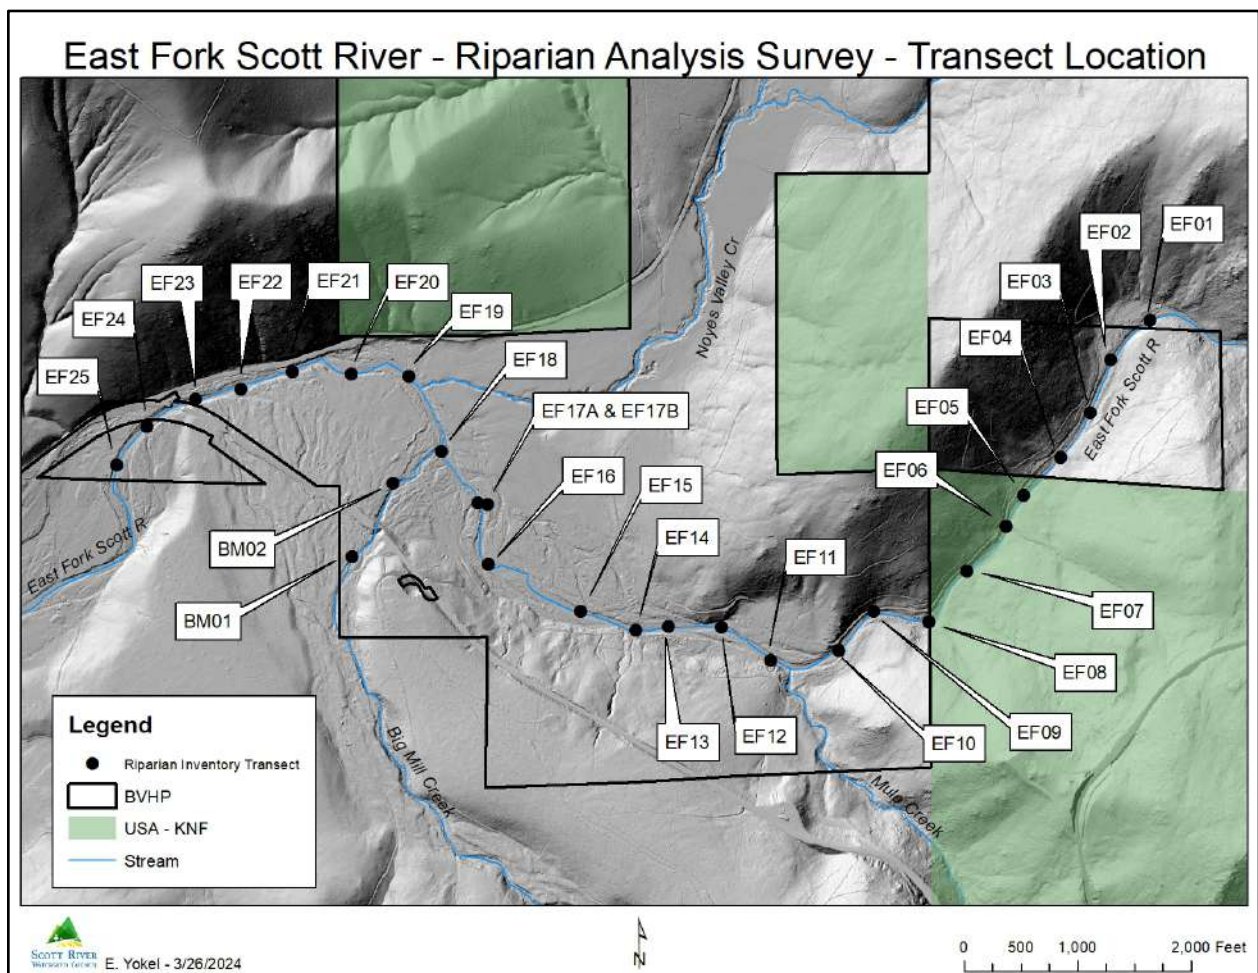 East Fork Scott River - Riparian Analysis Survey - Transect Location
EF01
EF02
EF03
EF04
EF05
EF06
EF07
EF08
EF09
EF10
EF11
EF12
EF13
EF14
EF15
EF16
EF17A & EF17B
EF18
EF19
EF20
EF21
EF22
EF23
EF24
EF25
BM02
BM01
Noyes Valley Cr
East Fork Scott R
East Fork Scott R
Big Mill Creek
Mule Creek
Legend
Riparian Inventory Transect
BVHP
USA - KNF
Stream
SCOTT RIVER
WATERSHED COUNCIL
E. Yokel - 3/26/2024
N
0 500 1,000 2,000 Feet